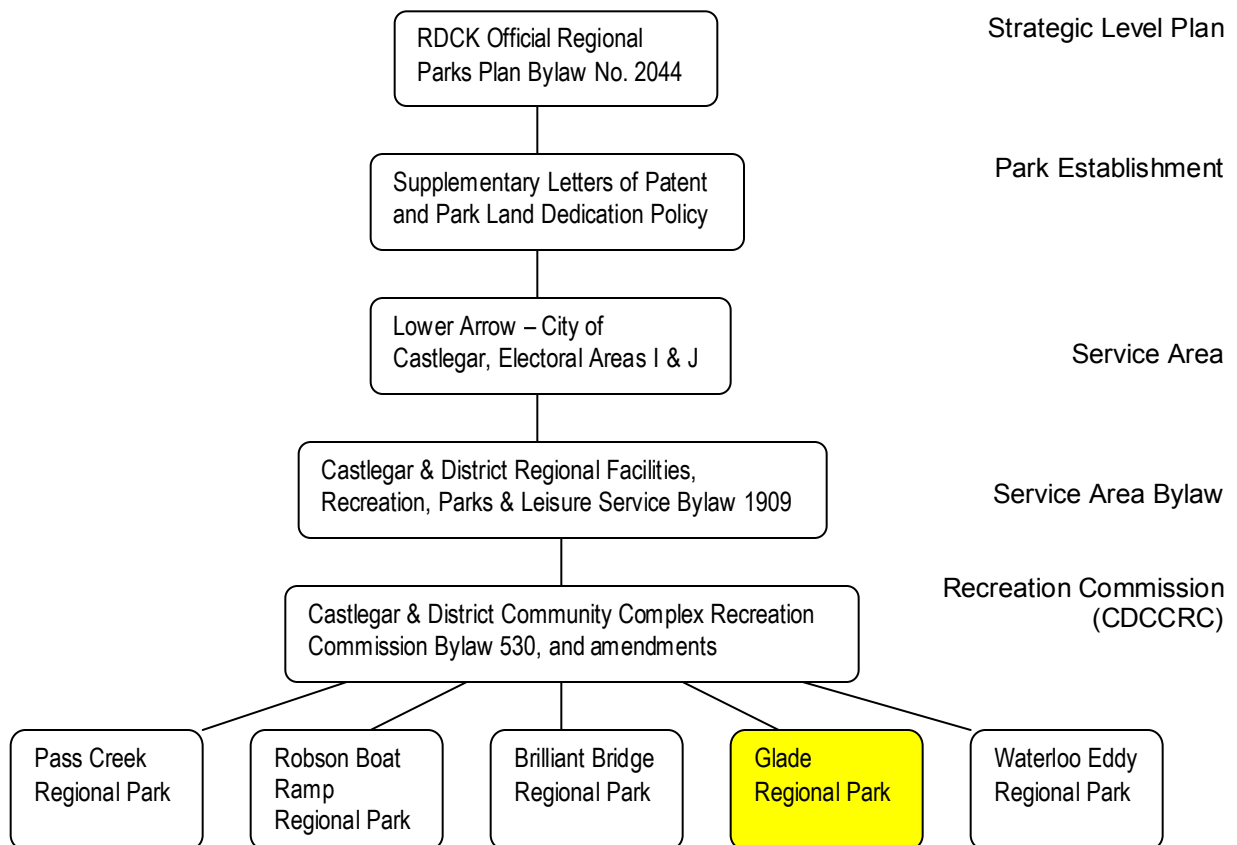 RDCK Official Regional
Parks Plan Bylaw No. 2044
Strategic Level Plan
Supplementary Letters of Patent
and Park Land Dedication Policy
Park Establishment
Lower Arrow – City of
Castlegar, Electoral Areas I & J
Service Area
Castlegar & District Regional Facilities,
Recreation, Parks & Leisure Service Bylaw 1909
Service Area Bylaw
Castlegar & District Community Complex Recreation
Commission Bylaw 530, and amendments
Recreation Commission
(CDCCRC)
Pass Creek
Regional Park
Robson Boat
Ramp
Regional Park
Brilliant Bridge
Regional Park
Glade
Regional Park
Waterloo Eddy
Regional Park